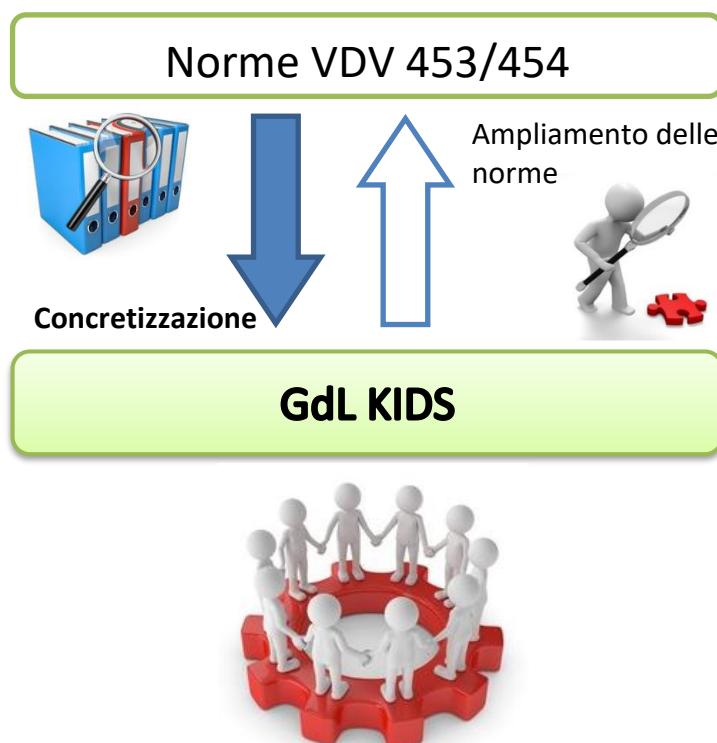 Norme VDV 453/454
Ampliamento delle
norme
Concretizzazione
GdL KIDS